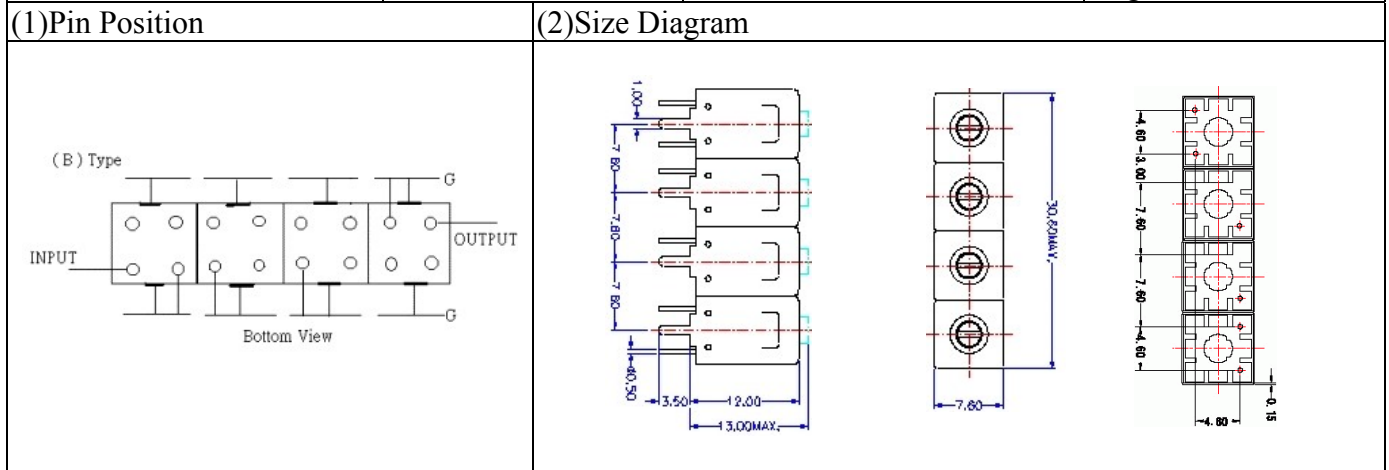 (1)Pin Position
(2)Size Diagram
(B) Type
G
OUTPUT
INPUT
G
Bottom View
1.00
7.60
7.60
7.60
Φ0.50
3.50
12.00
13.00MAX.
30.60MAX.
7.60
4.60
3.00
7.60
7.60
4.60
4.60
0.15